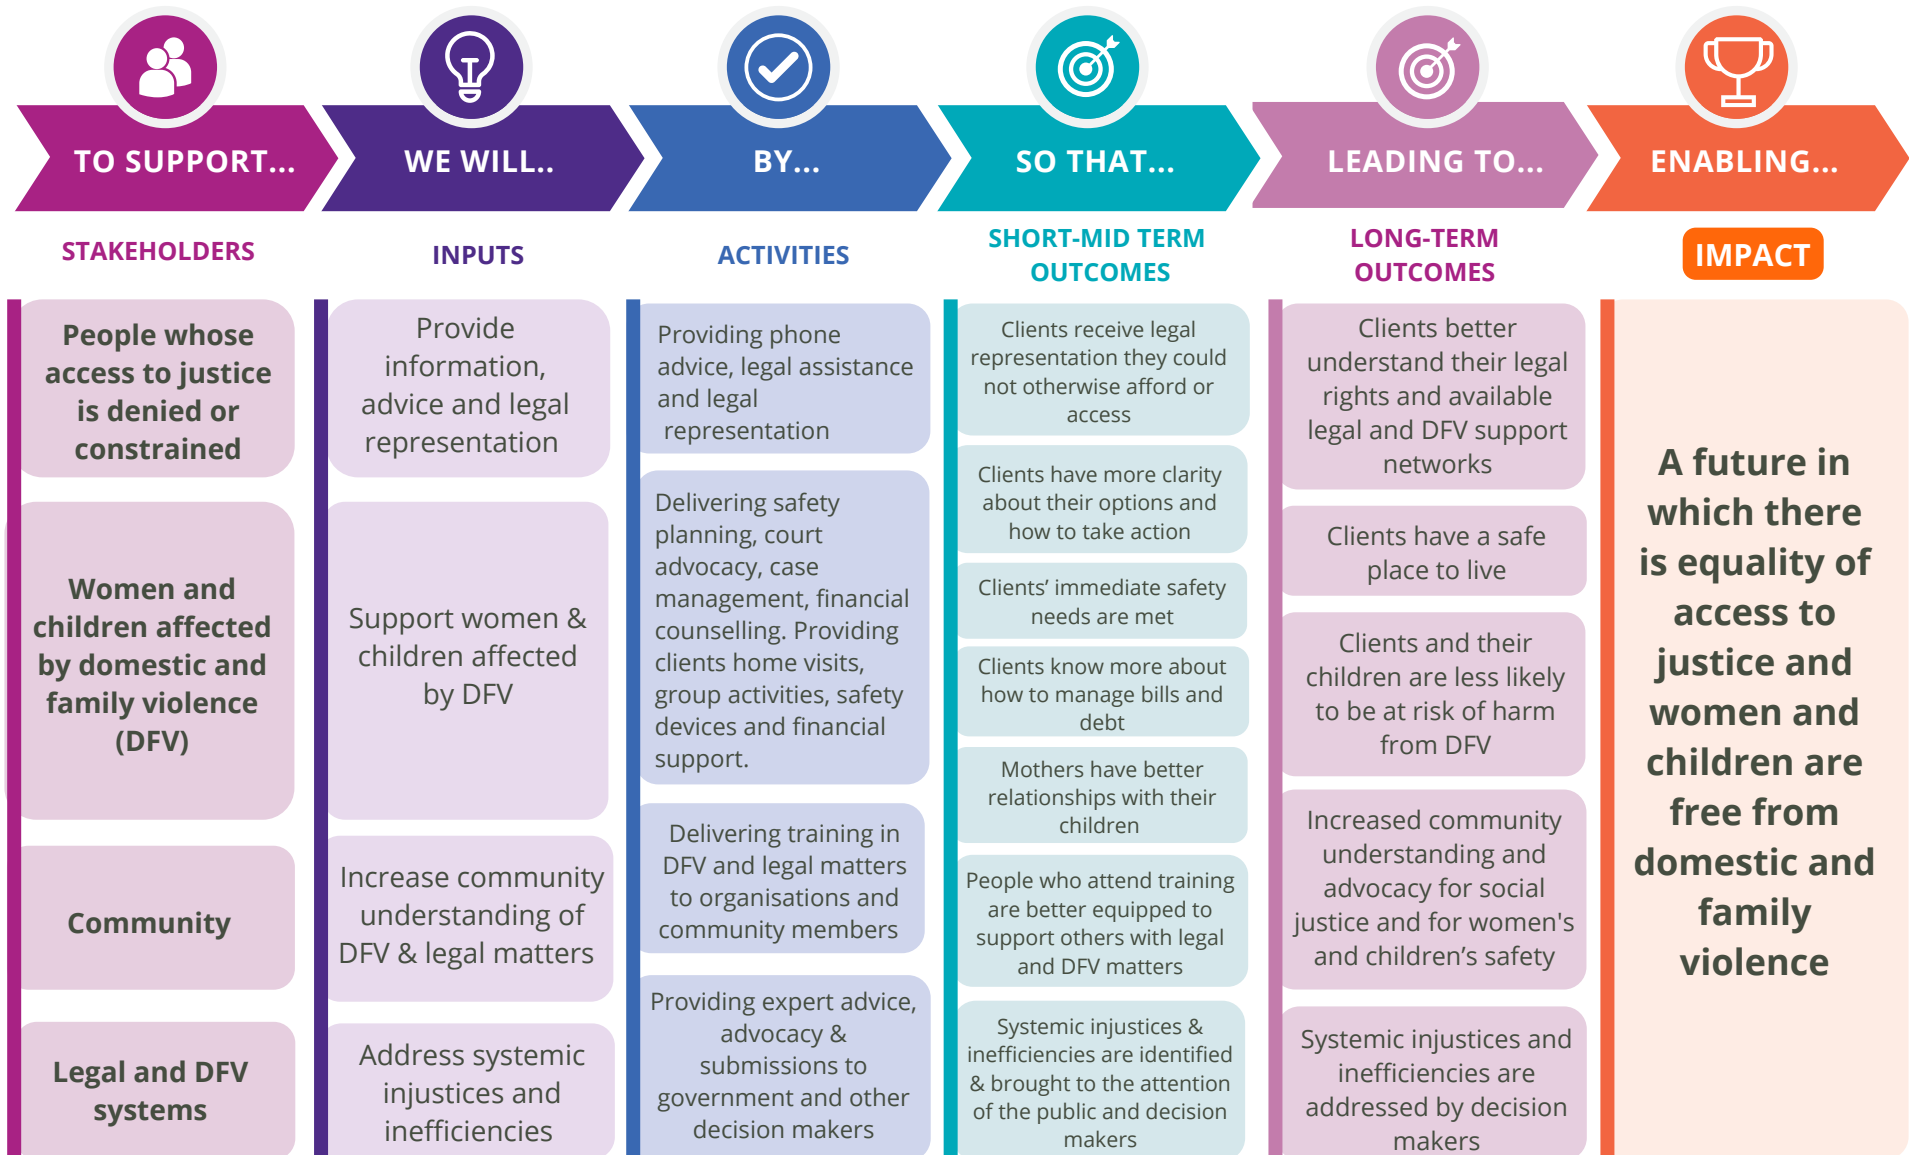 TO SUPPORT...
WE WILL..
BY...
SO THAT...
LEADING TO...
ENABLING...
STAKEHOLDERS
INPUTS
ACTIVITIES
SHORT-MID TERM
OUTCOMES
LONG-TERM
OUTCOMES
IMPACT
People whose
access to justice
is denied or
constrained
Women and
children affected
by domestic and
family violence
(DFV)
Community
Legal and DFV
systems
Provide
information,
advice and legal
representation
Support women &
children affected
by DFV
Increase community
understanding of
DFV & legal matters
Address systemic
injustices and
inefficiencies
Providing phone
advice, legal assistance
and legal
representation
Delivering safety
planning, court
advocacy, case
management, financial
counselling. Providing
clients home visits,
group activities, safety
devices and financial
support.
Delivering training in
DFV and legal matters
to organisations and
community members
Providing expert advice,
advocacy &
submissions to
government and other
decision makers
Clients receive legal
representation they could
not otherwise afford or
access
Clients have more clarity
about their options and
how to take action
Clients’ immediate safety
needs are met
Clients know more about
how to manage bills and
debt
Mothers have better
relationships with their
children
People who attend training
are better equipped to
support others with legal
and DFV matters
Systemic injustices &
inefficiencies are identified
& brought to the attention
of the public and decision
makers
Clients better
understand their legal
rights and available
legal and DFV support
networks
Clients have a safe
place to live
Clients and their
children are less likely
to be at risk of harm
from DFV
Increased community
understanding and
advocacy for social
justice and for women's
and children’s safety
Systemic injustices and
inefficiencies are
addressed by decision
makers
A future in
which there
is equality of
access to
justice and
women and
children are
free from
domestic and
family
violence